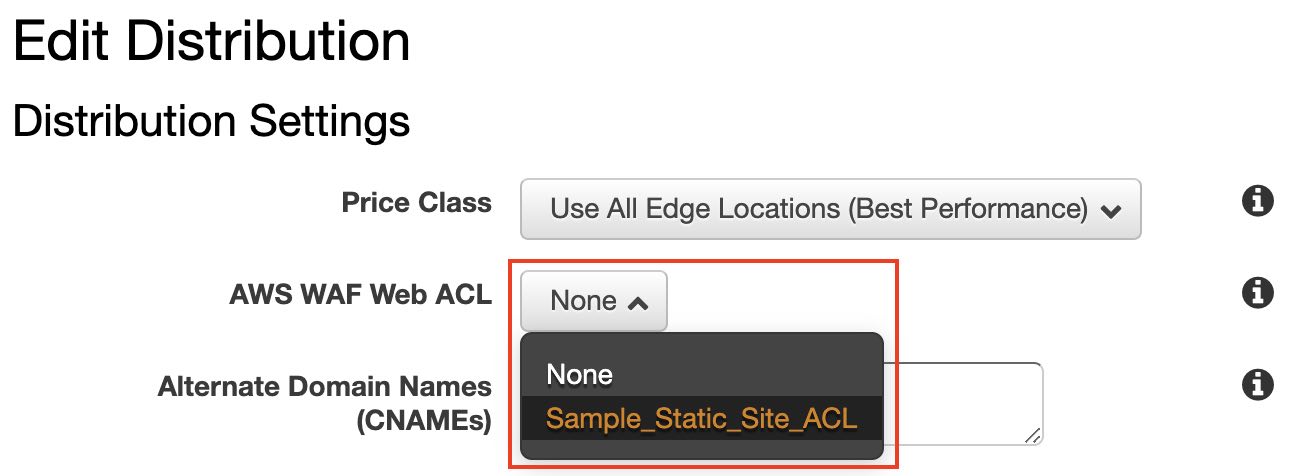 Edit Distribution
Distribution Settings
Price Class
Use All Edge Locations (Best Performance)
AWS WAF Web ACL
None
None
Sample_Static_Site_ACL
Alternate Domain Names
(CNAMEs)